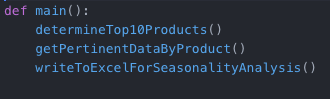 def main():
    determineTop10Products()
    getPertinentDataByProduct()
    writeToExcelForSeasonalityAnalysis()